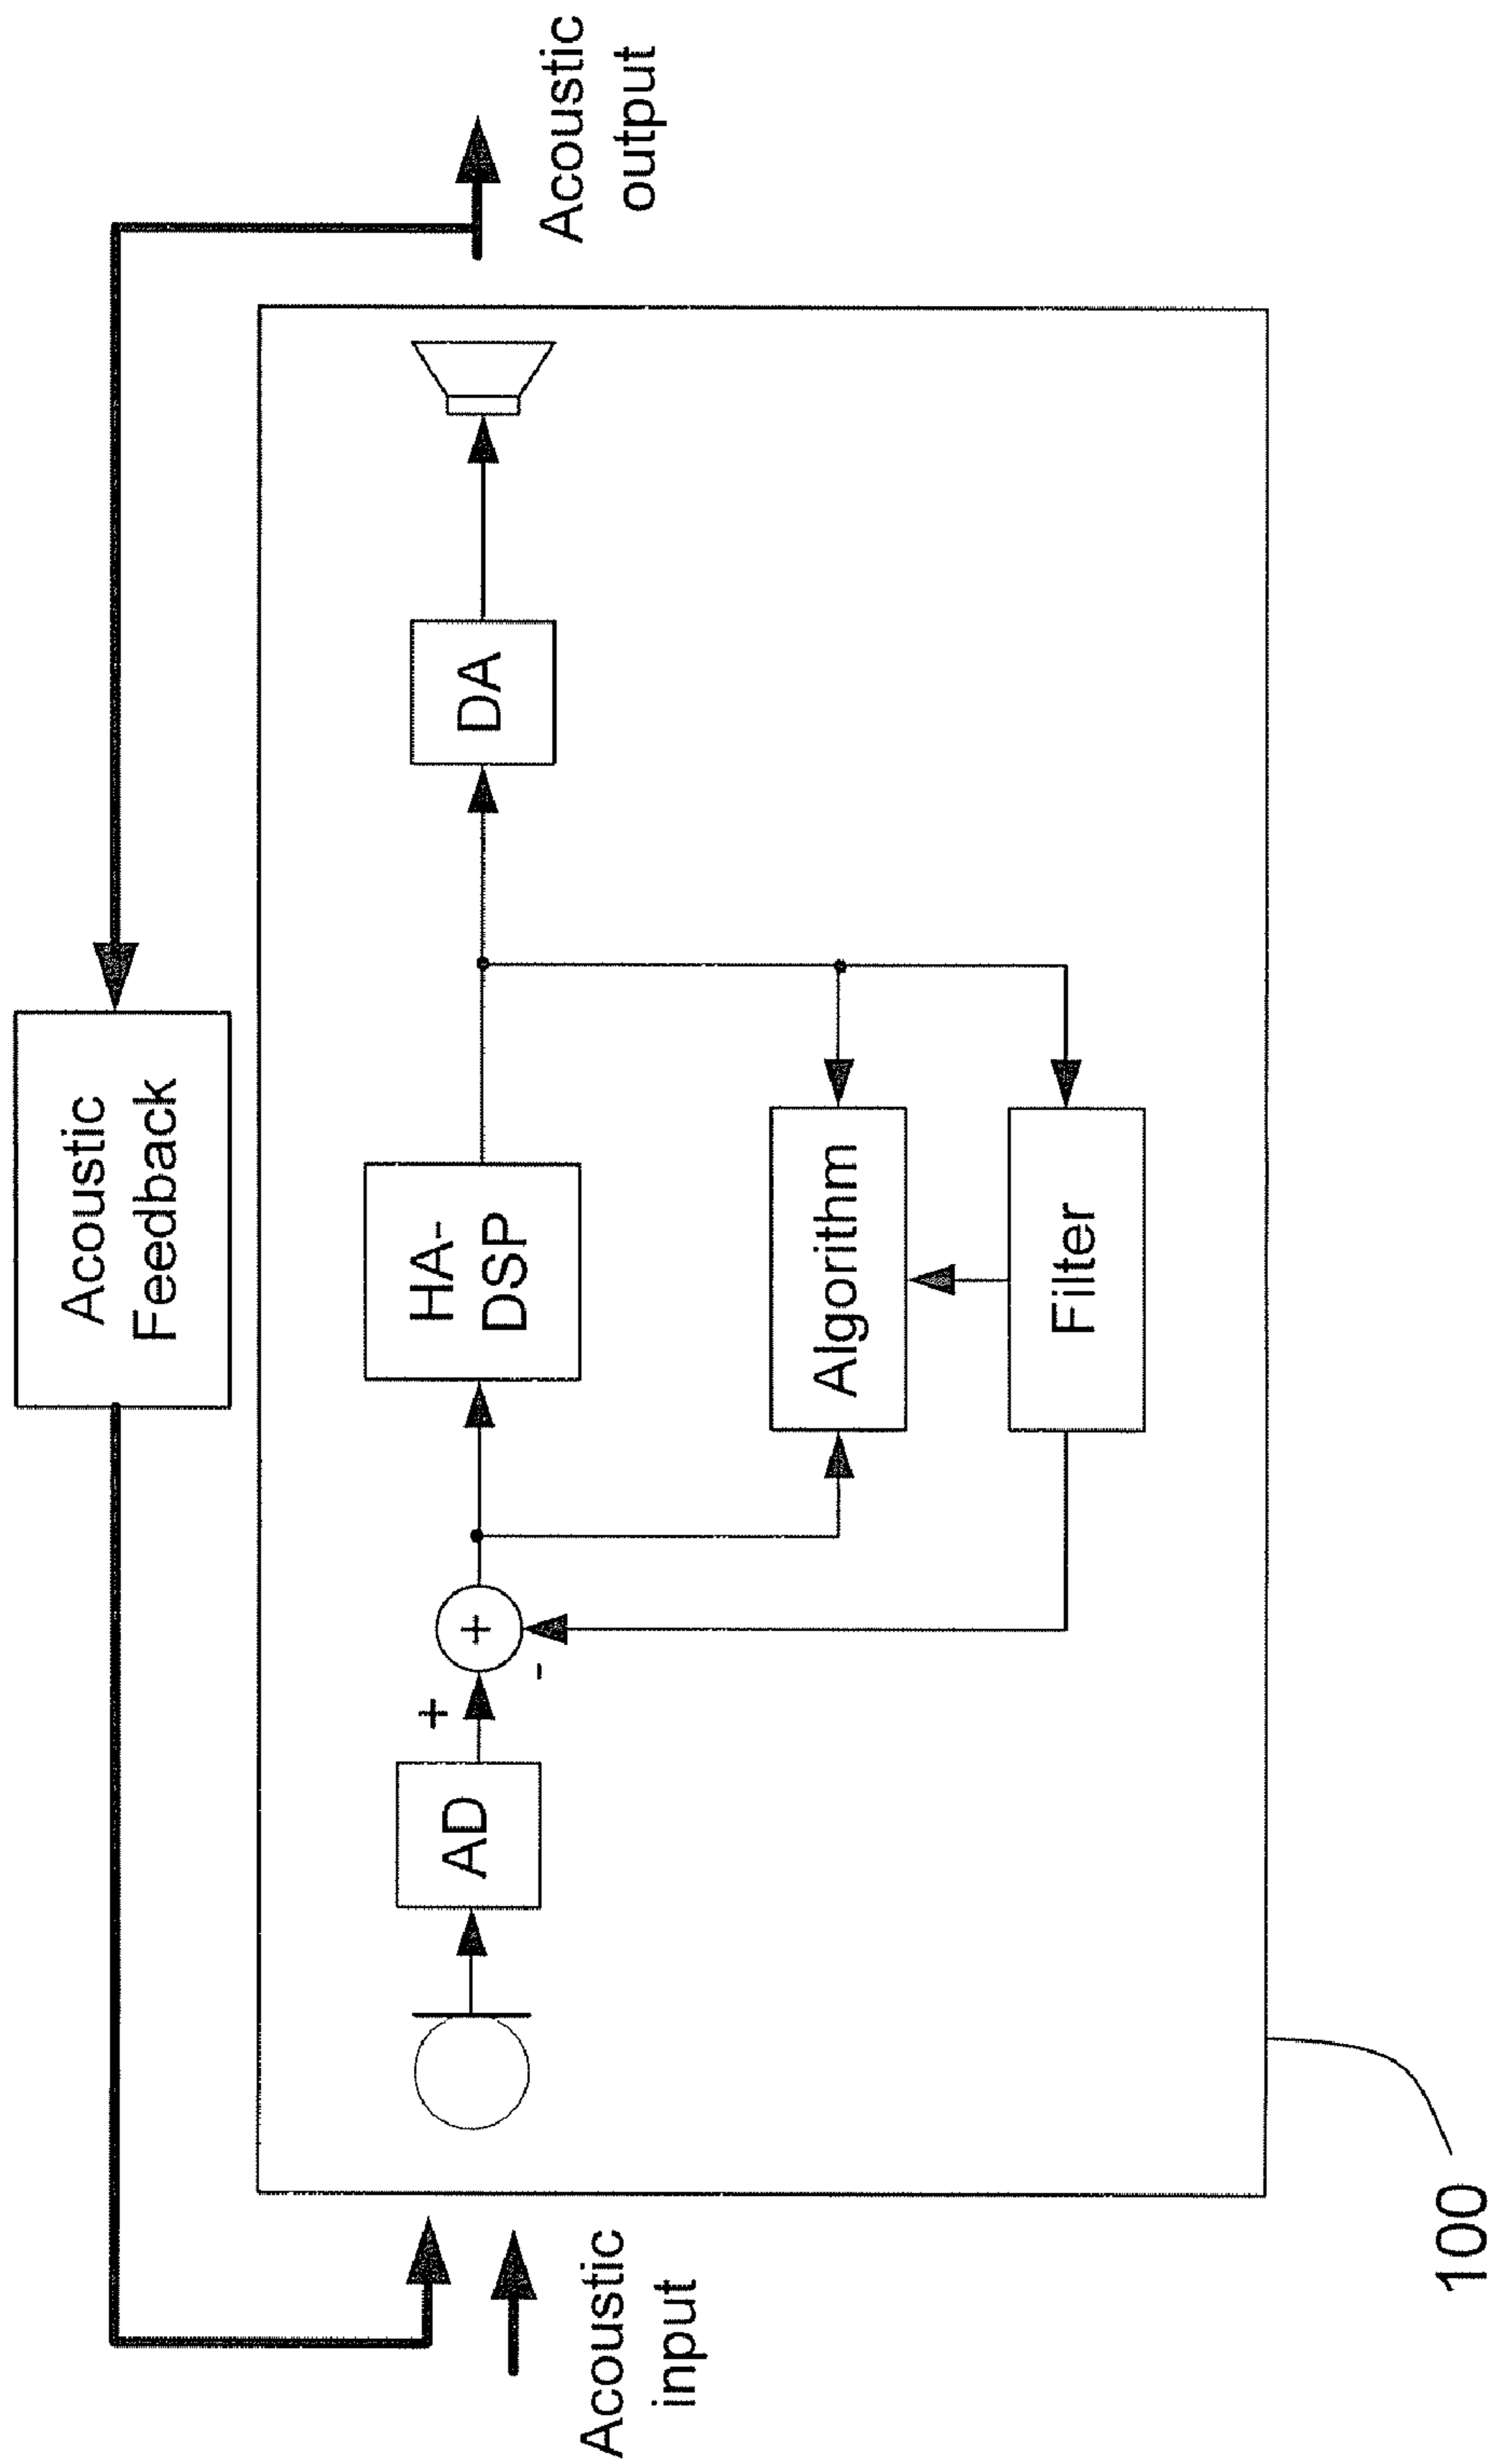 Acoustic
Feedback
Acoustic
input
AD
+
-
+
HA-
DSP
DA
Acoustic
output
Algorithm
Filter
100